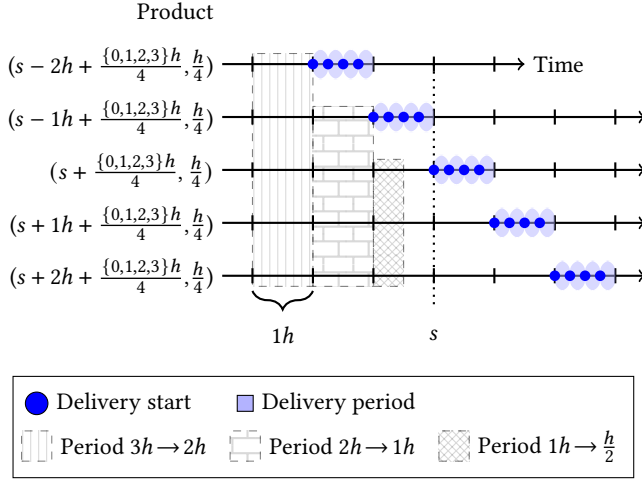 Product
(s − 2h + {0,1,2,3}h/4, h/4)
Time
(s − 1h + {0,1,2,3}h/4, h/4)
(s + {0,1,2,3}h/4, h/4)
(s + 1h + {0,1,2,3}h/4, h/4)
(s + 2h + {0,1,2,3}h/4, h/4)
1h s
Delivery start Delivery period
Period 3h→2h Period 2h→1h Period 1h→h/2